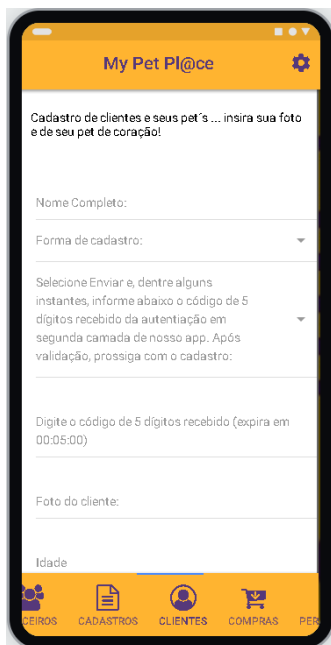 My Pet Pl@ce
Cadastro de clientes e seus pet´s ... insira sua foto
e de seu pet de coração!
Nome Completo:
Forma de cadastro:
Selecione Enviar e, dentre alguns
instantes, informe abaixo o código de 5
dígitos recebido da autentiação em
segunda camada de nosso app. Após
validação, prossiga com o cadastro:
Digite o código de 5 dígitos recebido (expira em
00:05:00)
Foto do cliente:
Idade
CEIROS CADASTROS CLIENTES COMPRAS PER